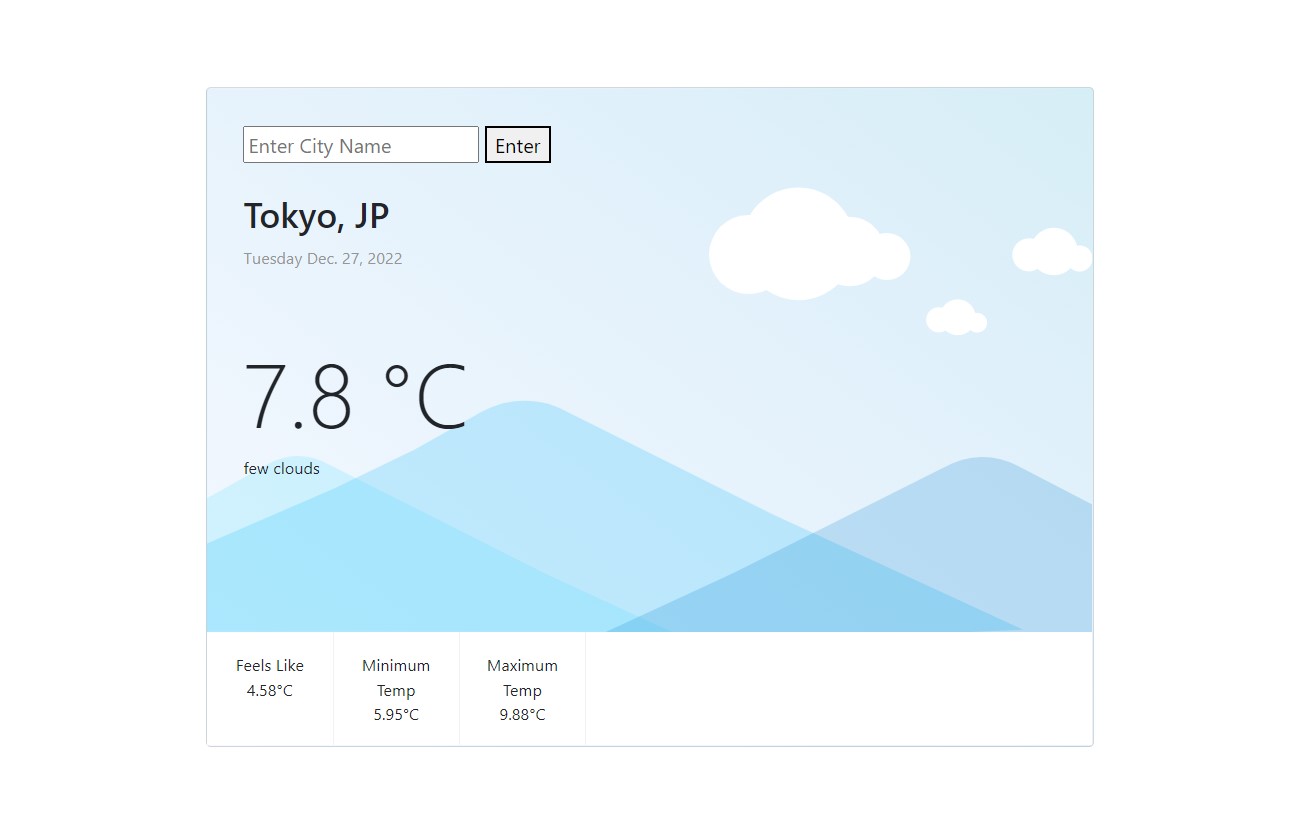 Enter City Name Enter
Tokyo, JP
Tuesday Dec. 27, 2022
7.8 °C
few clouds
Feels Like
4.58°C
Minimum
Temp
5.95°C
Maximum
Temp
9.88°C